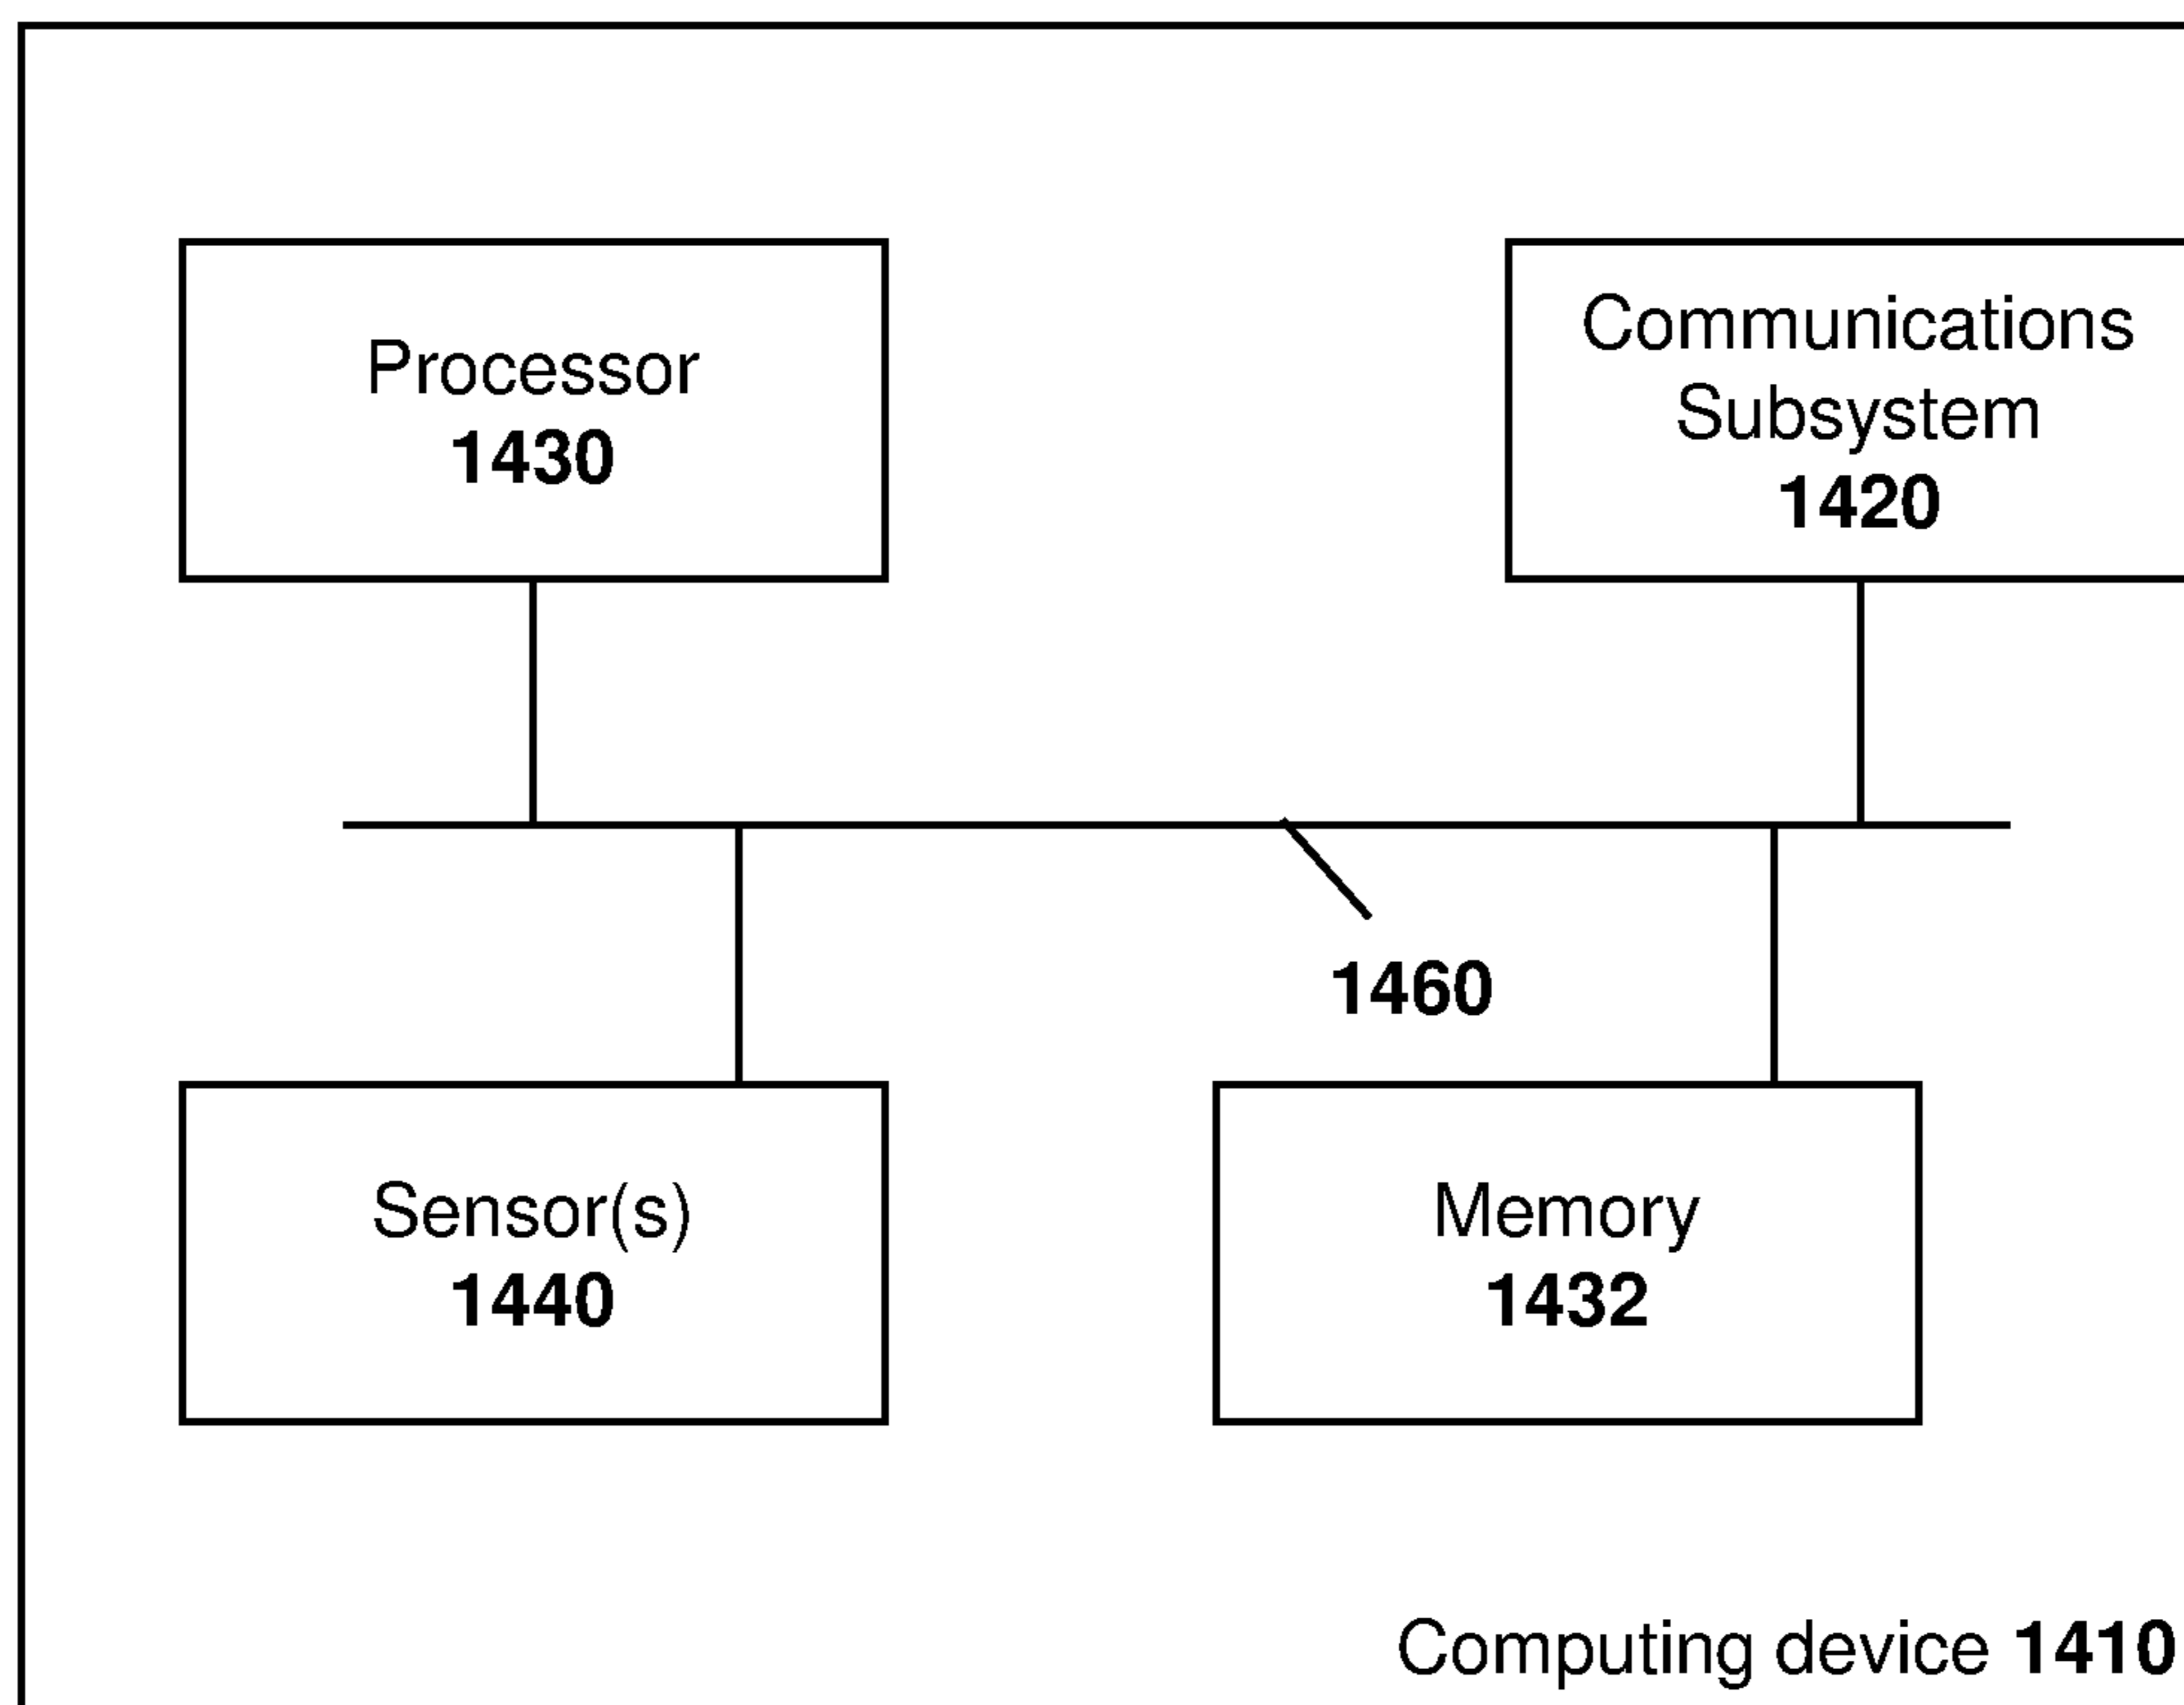 Processor
1430
Communications
Subsystem
1420
1460
Sensor(s)
1440
Memory
1432
Computing device 1410